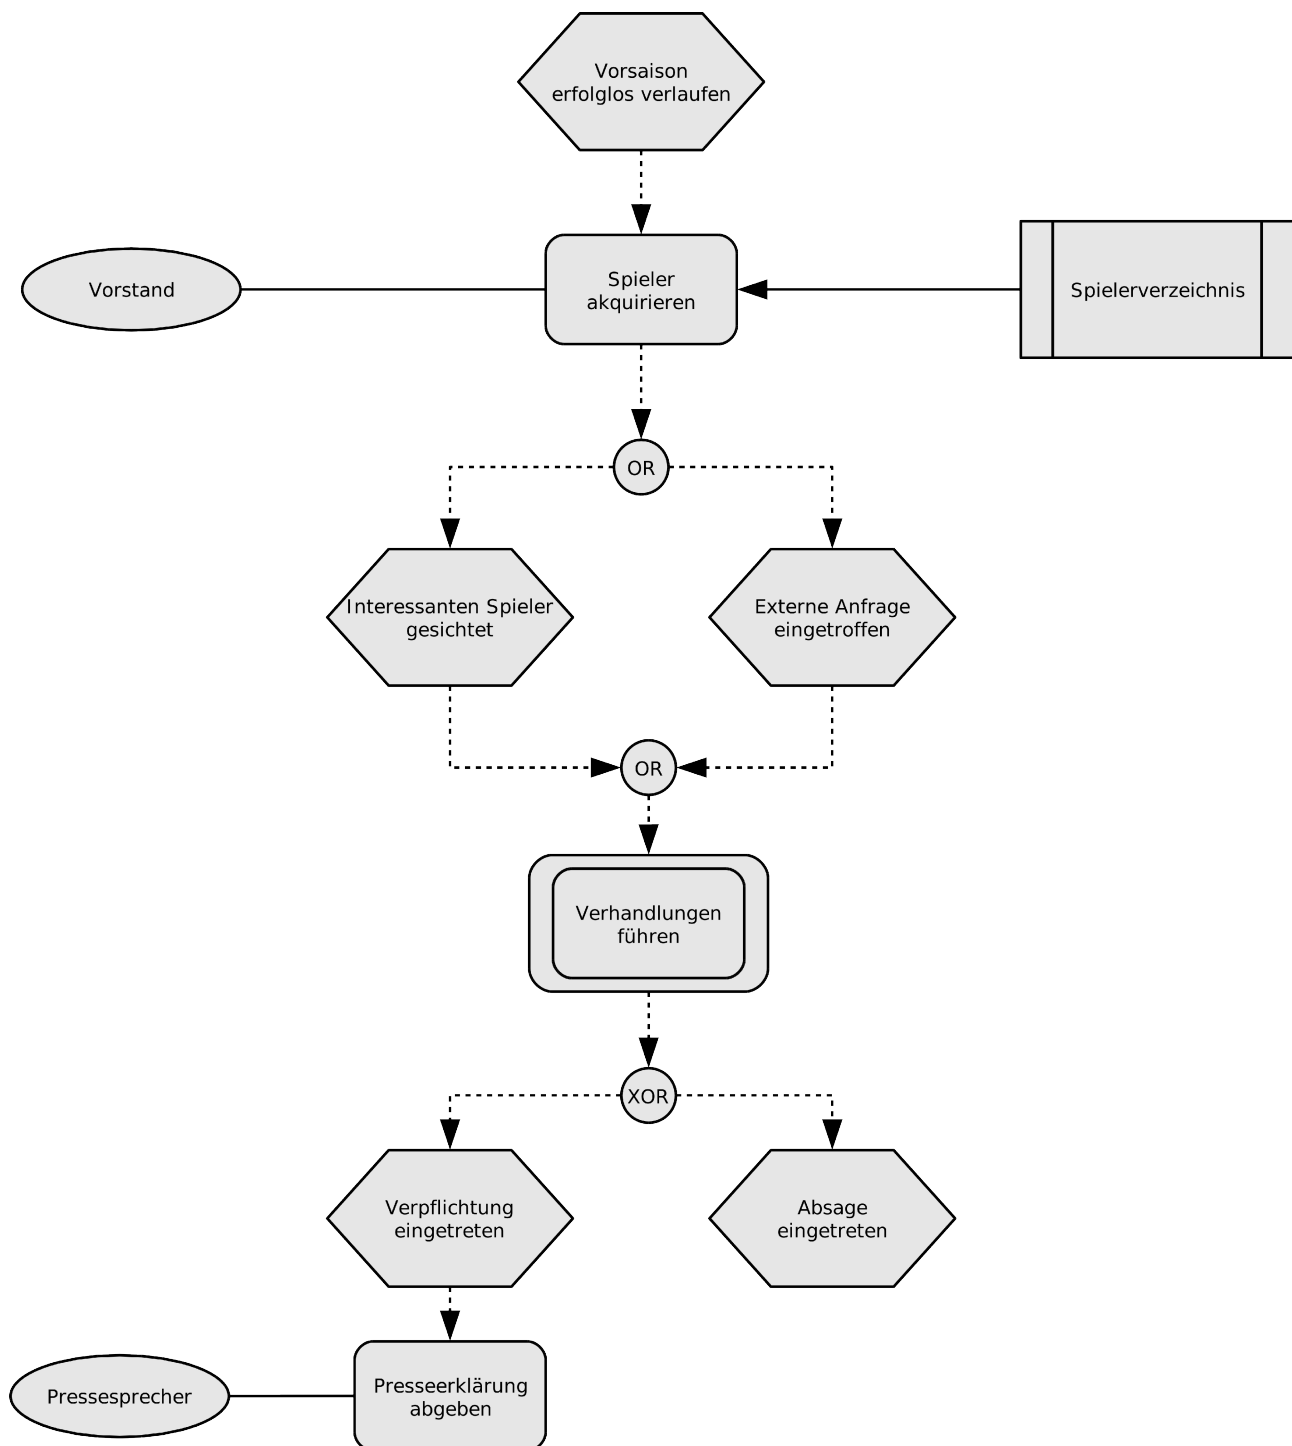 Vorsaison
erfolglos verlaufen
Vorstand
Spieler
akquirieren
Spielerverzeichnis
OR
Interessanten Spieler
gesichtet
Externe Anfrage
eingetroffen
OR
Verhandlungen
führen
XOR
Verpflichtung
eingetreten
Absage
eingetreten
Pressesprecher
Presseerklärung
abgeben